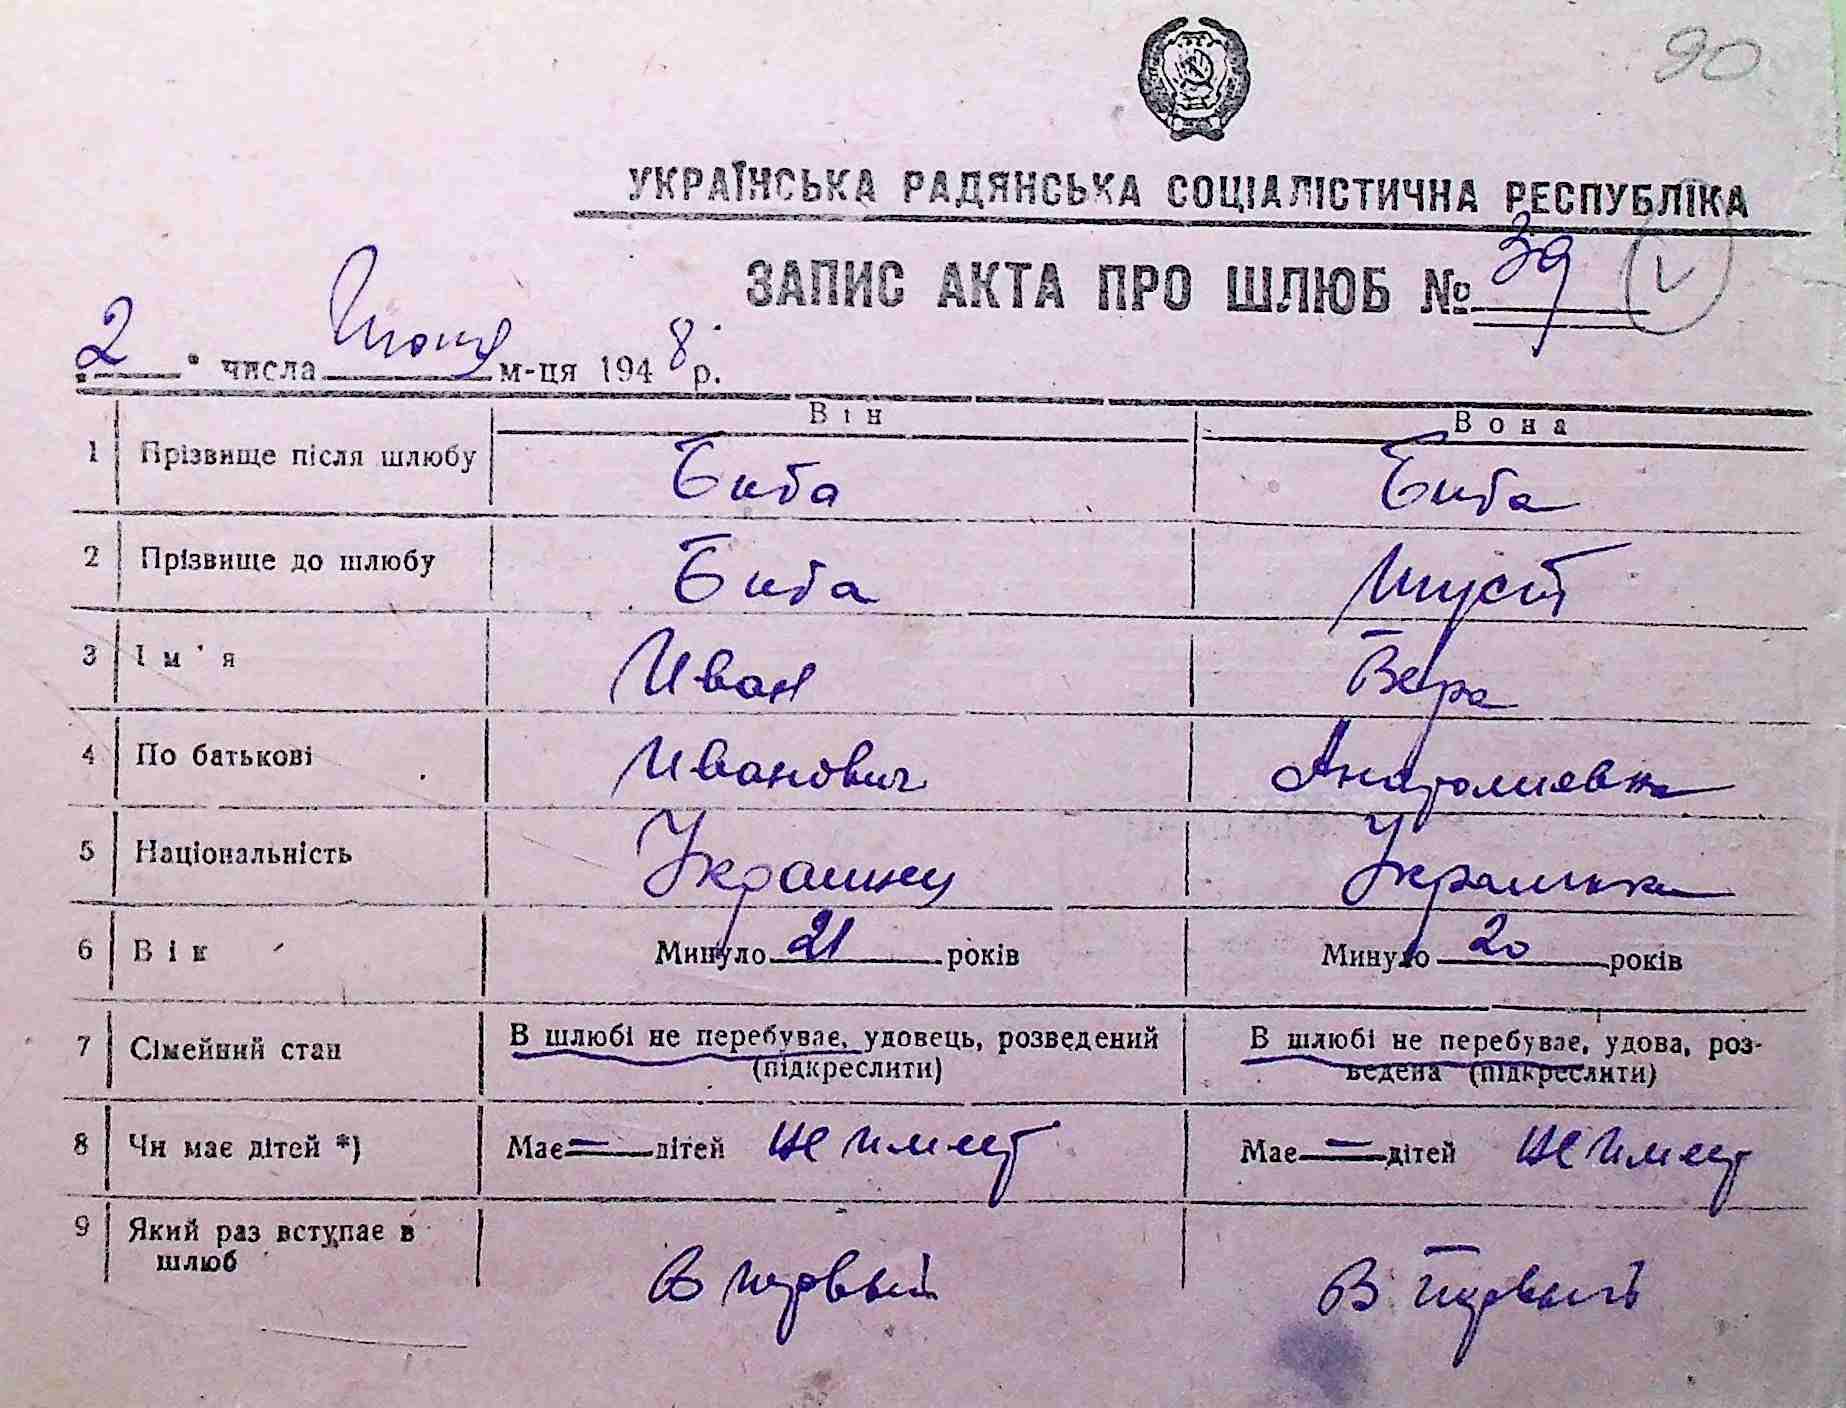 90
УКРАЇНСЬКА РАДЯНСЬКА СОЦІАЛІСТИЧНА РЕСПУБЛІКА
ЗАПИС АКТА ПРО ШЛЮБ № 39
"2" числа Июня м-ця 1948 р.
Він Вона
1 Прізвище після шлюбу Биба Биба
2 Прізвище до шлюбу Биба Шуст
3 Ім'я Иван Вера
4 По батькові Иванович Анатолиевна
5 Національність Украинец Украинка
6 Вік Минуло 21 років Минуло 20 років
7 Сімейний стан В шлюбі не перебуває, удовець, розведений (підкреслити) В шлюбі не перебуває, удова, роз-
ведена (підкреслити)
8 Чи має дітей *) Має = дітей не имеет Має = дітей не имеет
9 Який раз вступає в
шлюб В первый В первый